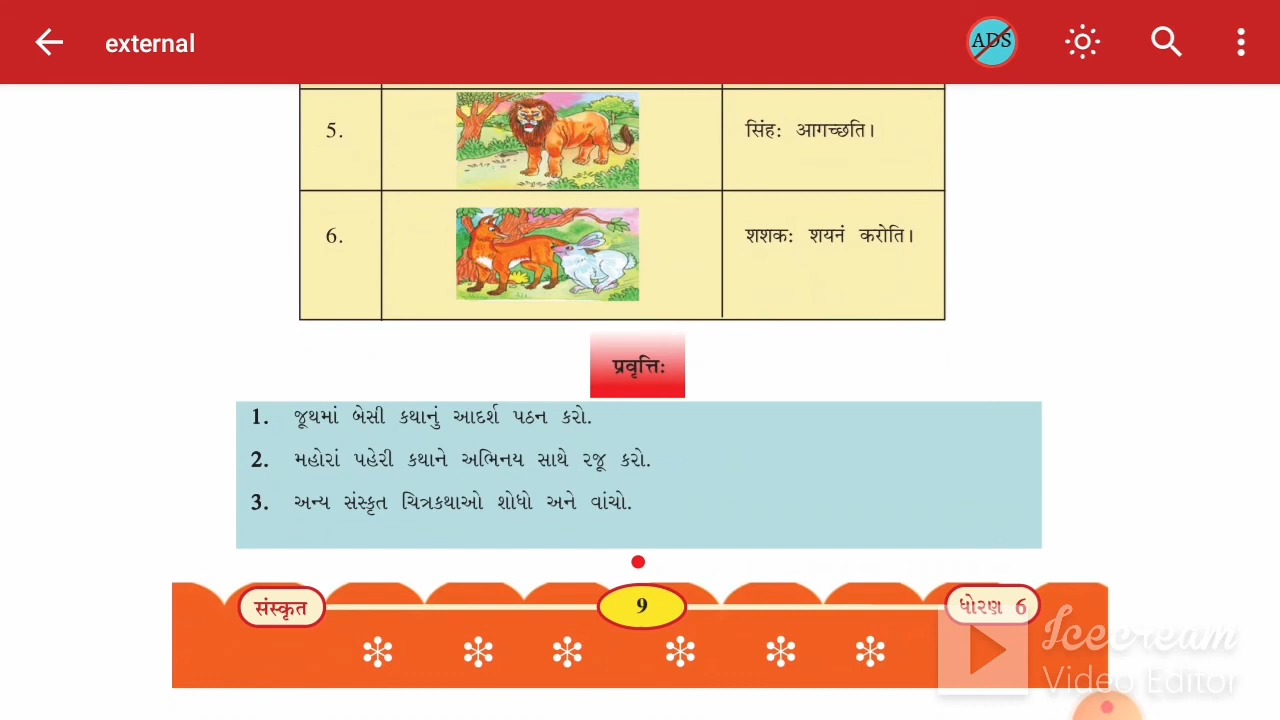 external
ADS
5. सिंहः आगच्छति।
6. शशकः शयनं करोति।
प्रवृत्तिः
1. જૂથમાં બેસી કથાનું આદર્શ પઠન કરો.
2. મહોરાં પહેરી કથાને અભિનય સાથે રજૂ કરો.
3. અન્ય સંસ્કૃત ચિત્રકથાઓ શોધો અને વાંચો.
સંસ્કૃત 9 ધોરણ 6
Icecream
Video Editor